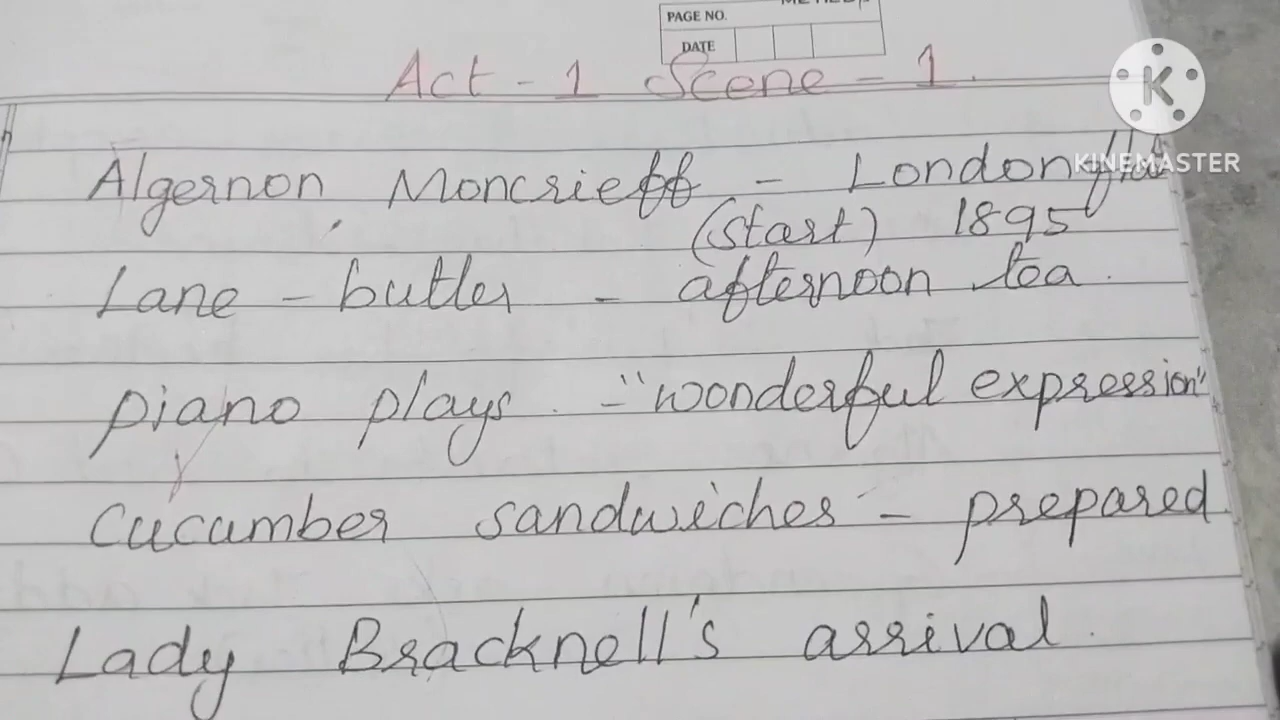 PAGE NO.
DATE
Act - 1 Scene - 1.
K
KINEMASTER
Algernon Moncrieff - London
(start) 1895
Lane - butler - afternoon tea.
piano plays. - "wonderful expression"
Cucumber sandwiches - prepared.
Lady Bracknell's arrival.